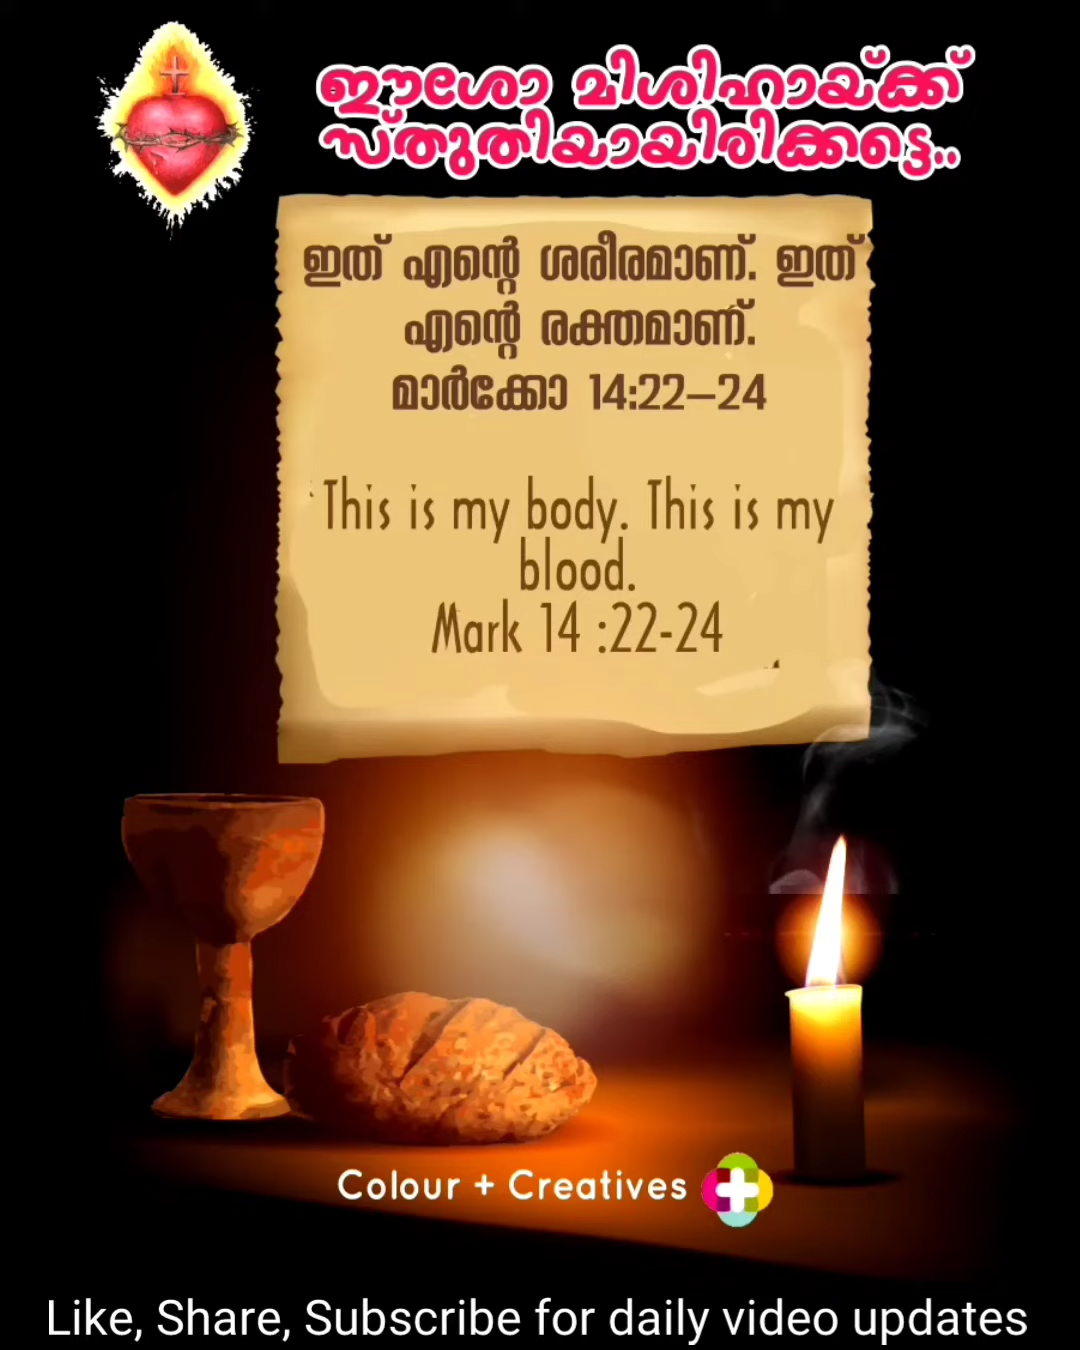 ഈശോ മിശിഹായ്ക്ക്
സ്തുതിയായിരിക്കട്ടെ..
ഇത് എന്റെ ശരീരമാണ്. ഇത്
എന്റെ രക്തമാണ്.
മാർക്കോ 14:22–24
This is my body. This is my
blood.
Mark 14 :22-24
Colour + Creatives
Like, Share, Subscribe for daily video updates